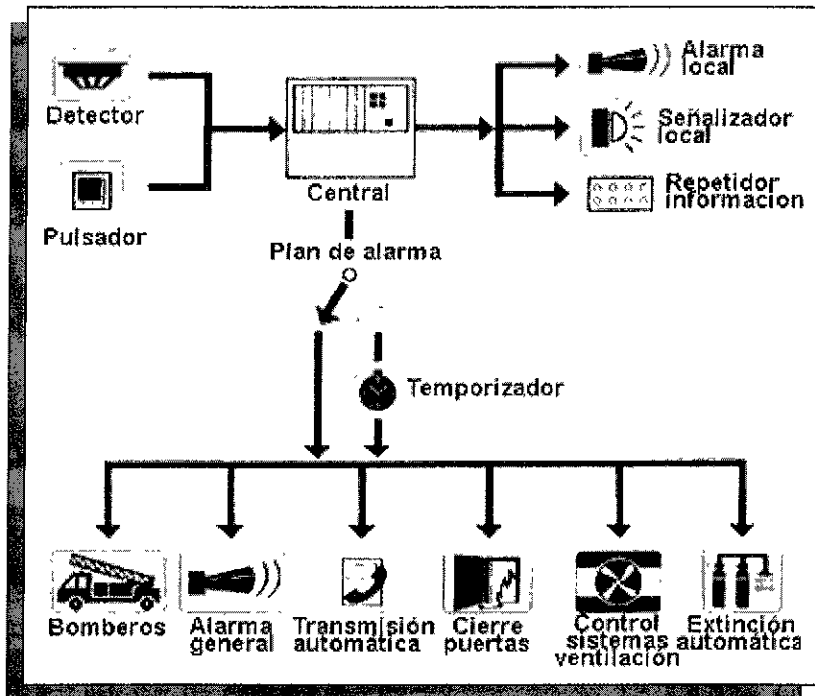 Detector
Pulsador
Central
Alarma
local
Señalizador
local
Repetidor
informacion
Plan de alarma
Temporizador
Bomberos
Alarma
general
Transmisión
automática
Cierre
puertas
Control
sistemas
ventilación
Extinción
automática